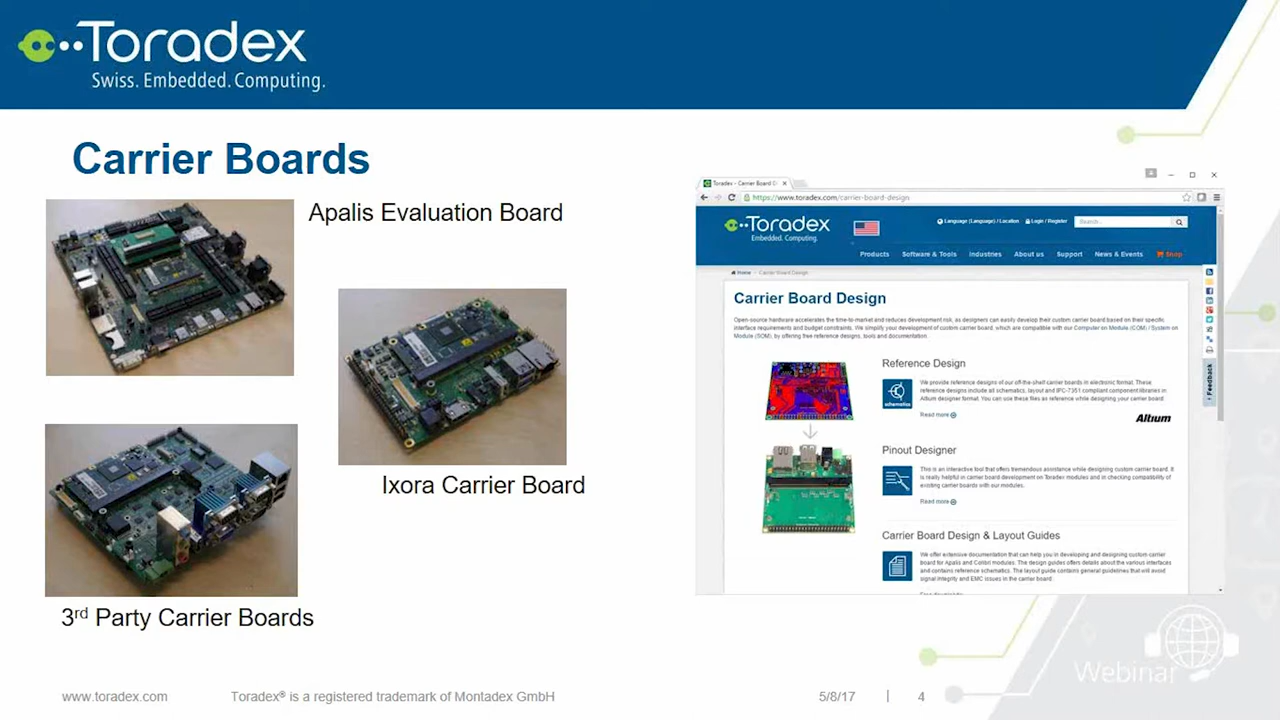 Toradex
Swiss. Embedded. Computing.
Carrier Boards
Apalis Evaluation Board
Ixora Carrier Board
3rd Party Carrier Boards
Toradex - Carrier Board D
https://www.toradex.com/carrier-board-design
Toradex
Embedded. Computing.
Language (Language) / Location
Login / Register
Search...
Products Software & Tools Industries About us Support News & Events Shop
Home Carrier Board Design
Carrier Board Design
Open-source hardware accelerates the time-to-market and reduces development risk, as designers can easily develop their custom carrier board based on their specific
interface requirements and budget constraints. We simplify your development of custom carrier board, which are compatible with our Computer on Module (COM) / System on
Module (SOM), by offering free reference designs, tools and documentation.
Reference Design
schematics
We provide reference designs of our off-the-shelf carrier boards in electronic format. These
reference designs include all schematics, layout and IPC-7351 compliant component libraries in
Altium designer format. You can use these files as reference while designing your carrier board
Read more
Altium
Pinout Designer
This is an interactive tool that offers tremendous assistance while designing custom carrier board. It
is really helpful in carrier board development on Toradex modules and in checking compatibility of
existing carrier boards with our modules.
Read more
Carrier Board Design & Layout Guides
We offer extensive documentation that can help you in developing and designing custom carrier
board for Apalis and Colibri modules. The design guides offers details about the various interfaces
and contains reference schematics. The layout guide contains general guidelines that will avoid
signal integrity and EMC issues in the carrier board
Feedback
Webinar
www.toradex.com
Toradex® is a registered trademark of Montadex GmbH
5/8/17 | 4